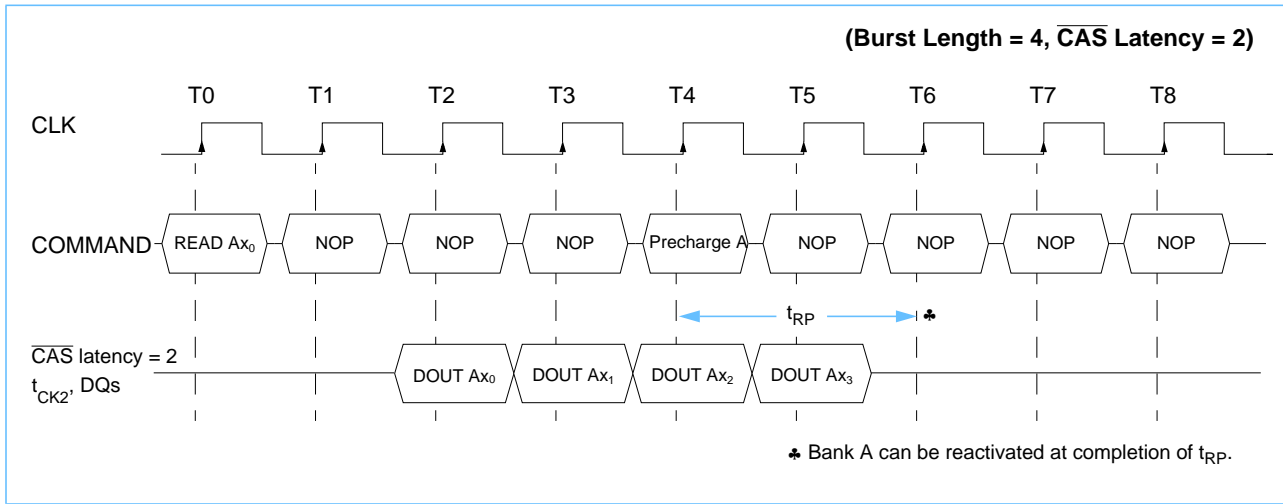 (Burst Length = 4, CAS Latency = 2)
T0 T1 T2 T3 T4 T5 T6 T7 T8
CLK
COMMAND READ Ax0 NOP NOP NOP Precharge A NOP NOP NOP NOP
tRP ♣
CAS latency = 2
tCK2, DQs
DOUT Ax0 DOUT Ax1 DOUT Ax2 DOUT Ax3
♣ Bank A can be reactivated at completion of tRP.